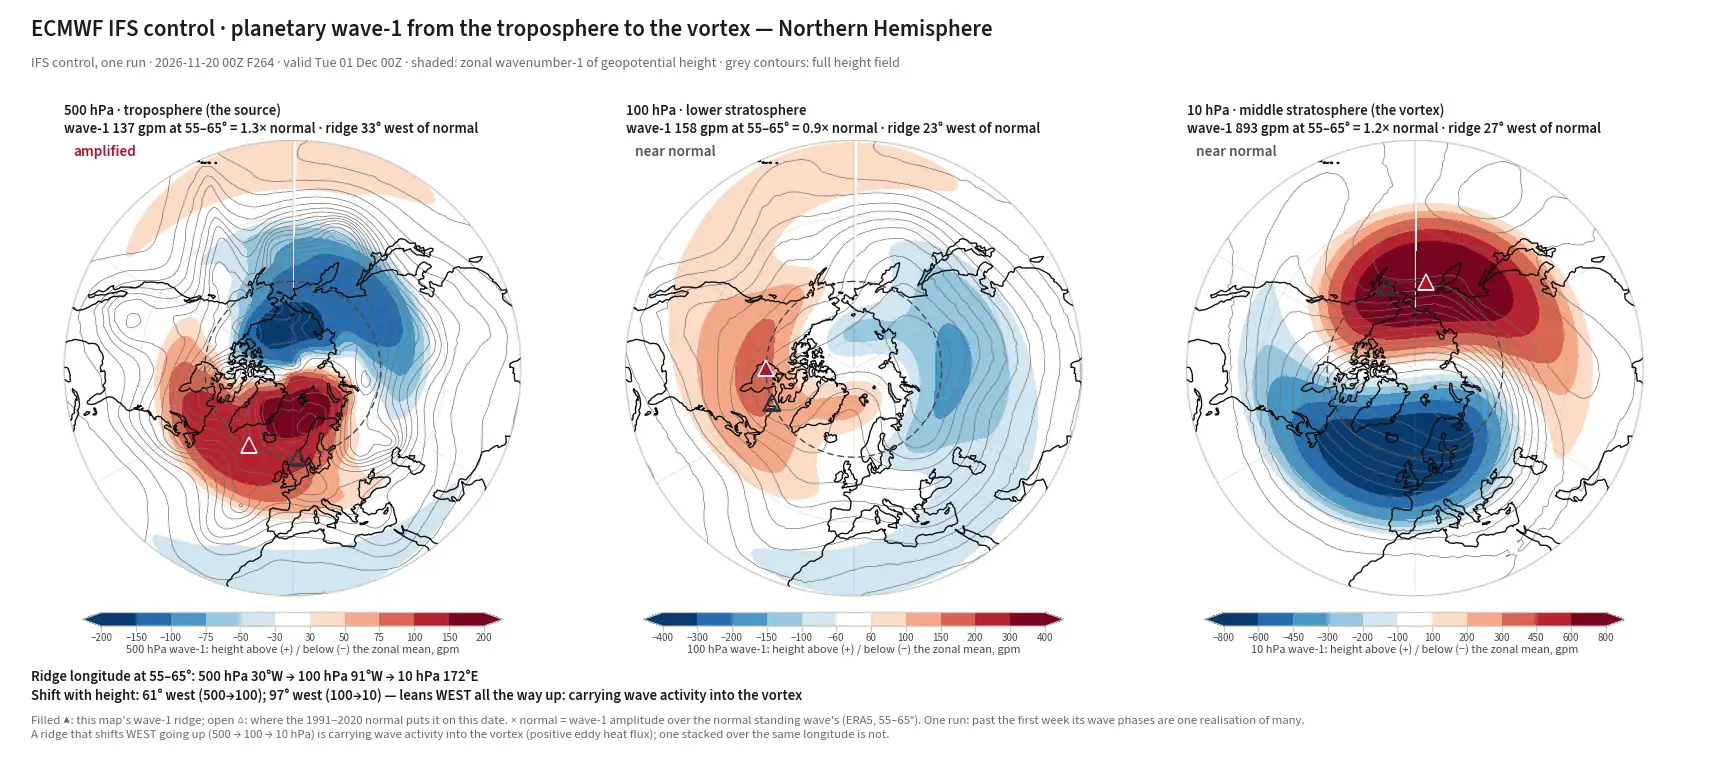 ECMWF IFS control · planetary wave-1 from the troposphere to the vortex — Northern Hemisphere
IFS control, one run · 2026-11-20 00Z F264 · valid Tue 01 Dec 00Z · shaded: zonal wavenumber-1 of geopotential height · grey contours: full height field
500 hPa · troposphere (the source)
wave-1 137 gpm at 55–65° = 1.3× normal · ridge 33° west of normal
amplified
100 hPa · lower stratosphere
wave-1 158 gpm at 55–65° = 0.9× normal · ridge 23° west of normal
near normal
10 hPa · middle stratosphere (the vortex)
wave-1 893 gpm at 55–65° = 1.2× normal · ridge 27° west of normal
near normal
−200 −150 −100 −75 −50 −30 30 50 75 100 150 200
500 hPa wave-1: height above (+) / below (−) the zonal mean, gpm
−400 −300 −200 −150 −100 −60 60 100 150 200 300 400
100 hPa wave-1: height above (+) / below (−) the zonal mean, gpm
−800 −600 −450 −300 −200 −100 100 200 300 450 600 800
10 hPa wave-1: height above (+) / below (−) the zonal mean, gpm
Ridge longitude at 55–65°: 500 hPa 30°W → 100 hPa 91°W → 10 hPa 172°E
Shift with height: 61° west (500→100); 97° west (100→10) — leans WEST all the way up: carrying wave activity into the vortex
Filled ▲: this map's wave-1 ridge; open △: where the 1991–2020 normal puts it on this date. × normal = wave-1 amplitude over the normal standing wave's (ERA5, 55–65°). One run: past the first week its wave phases are one realisation of many.
A ridge that shifts WEST going up (500 → 100 → 10 hPa) is carrying wave activity into the vortex (positive eddy heat flux); one stacked over the same longitude is not.